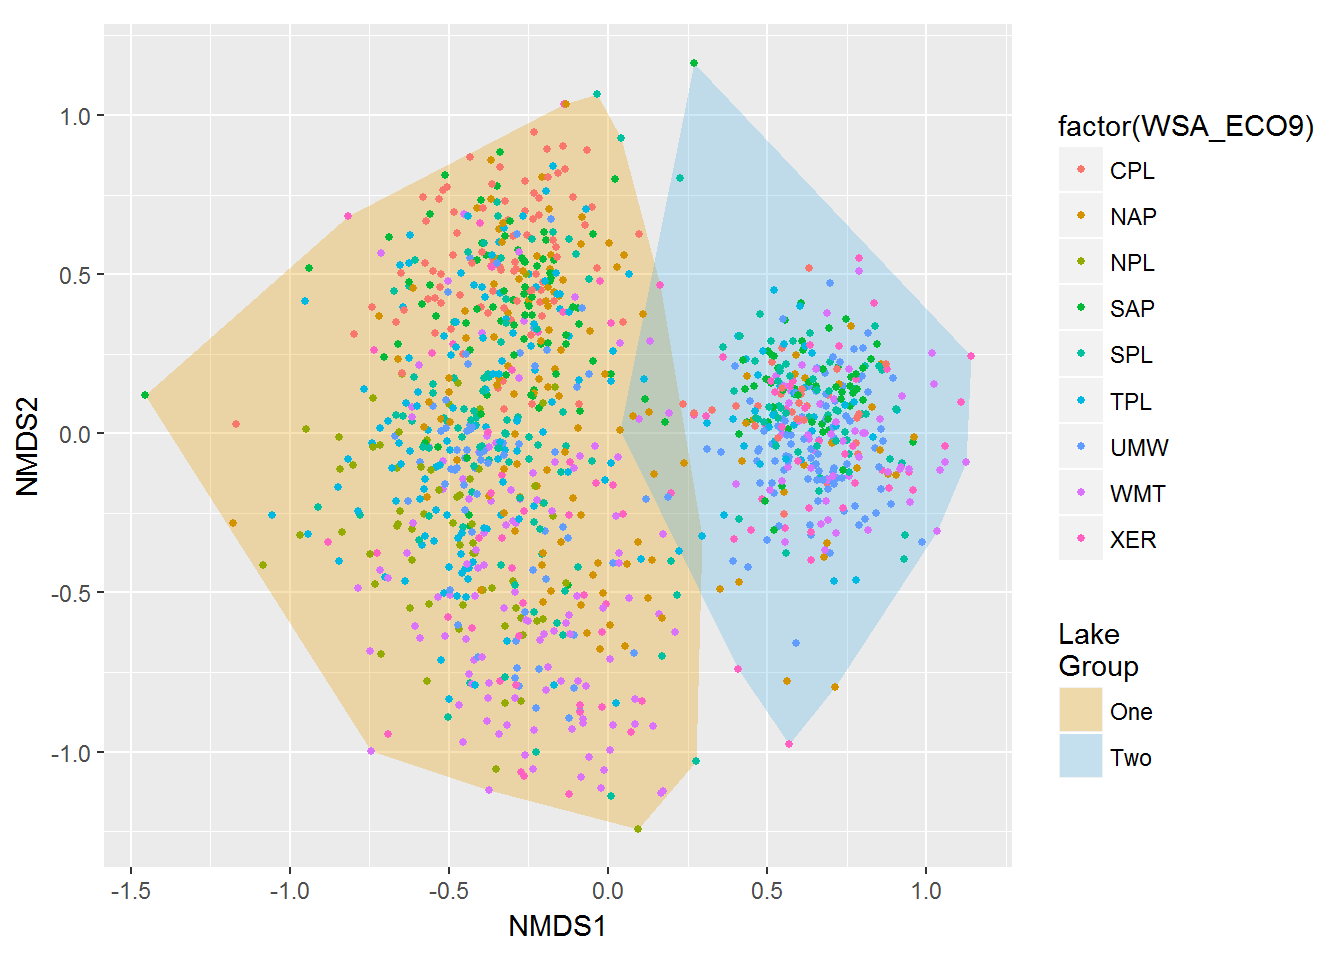 1.0
0.5
0.0
-0.5
-1.0
NMDS2
-1.5 -1.0 -0.5 0.0 0.5 1.0
NMDS1
factor(WSA_ECO9)
CPL
NAP
NPL
SAP
SPL
TPL
UMW
WMT
XER
Lake
Group
One
Two